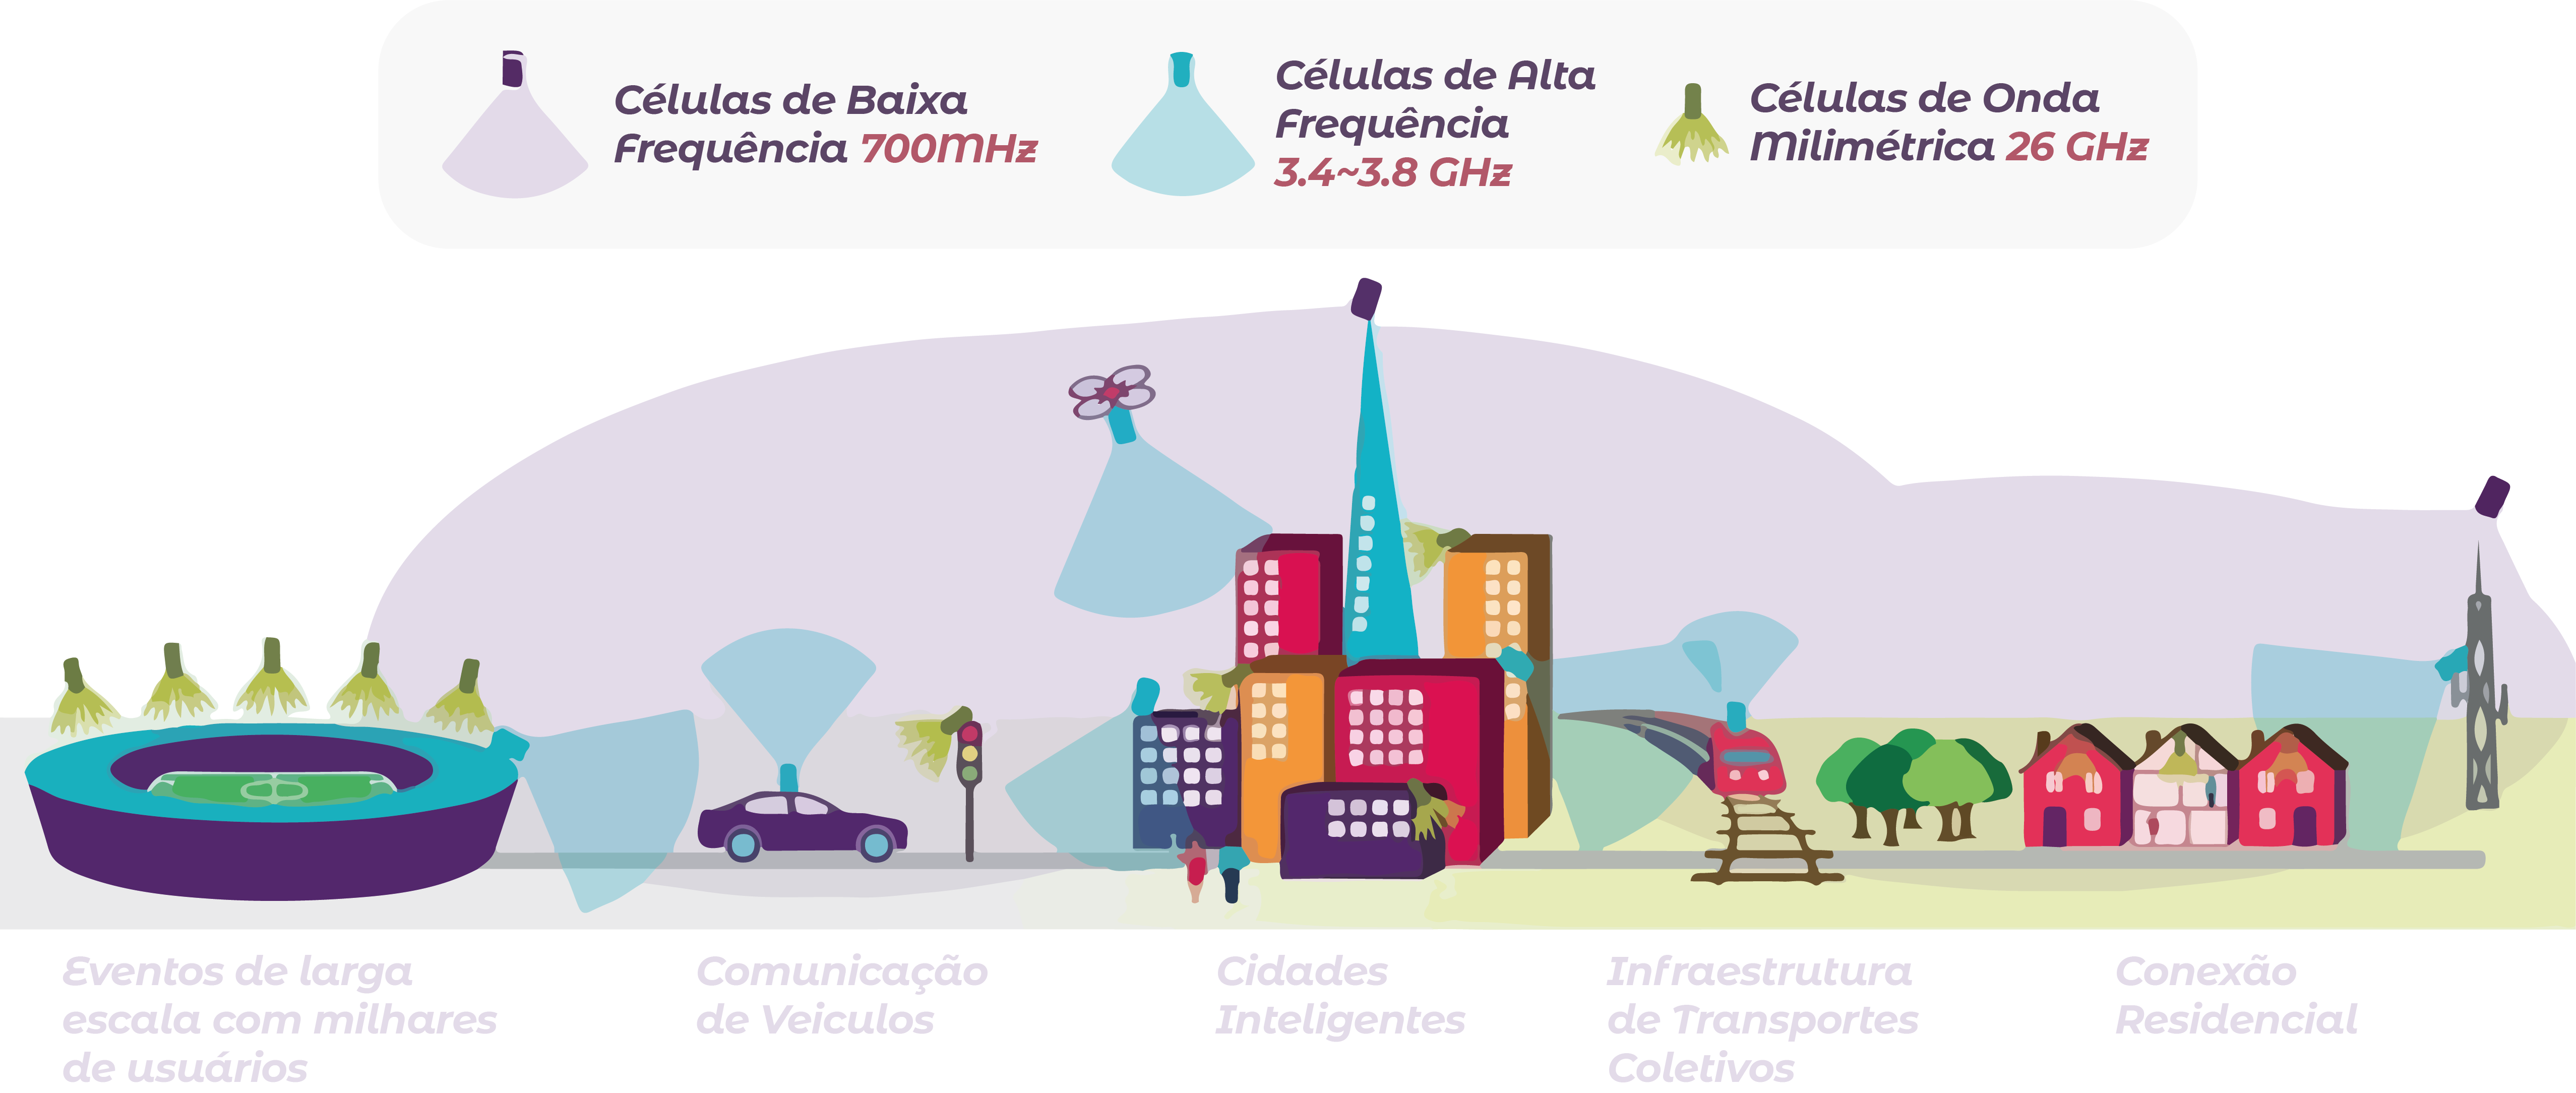 Células de Baixa
Frequência 700MHz
Células de Alta
Frequência
3.4~3.8 GHz
Células de Onda
Milimétrica 26 GHz
Eventos de larga
escala com milhares
de usuários
Comunicação
de Veiculos
Cidades
Inteligentes
Infraestrutura
de Transportes
Coletivos
Conexão
Residencial